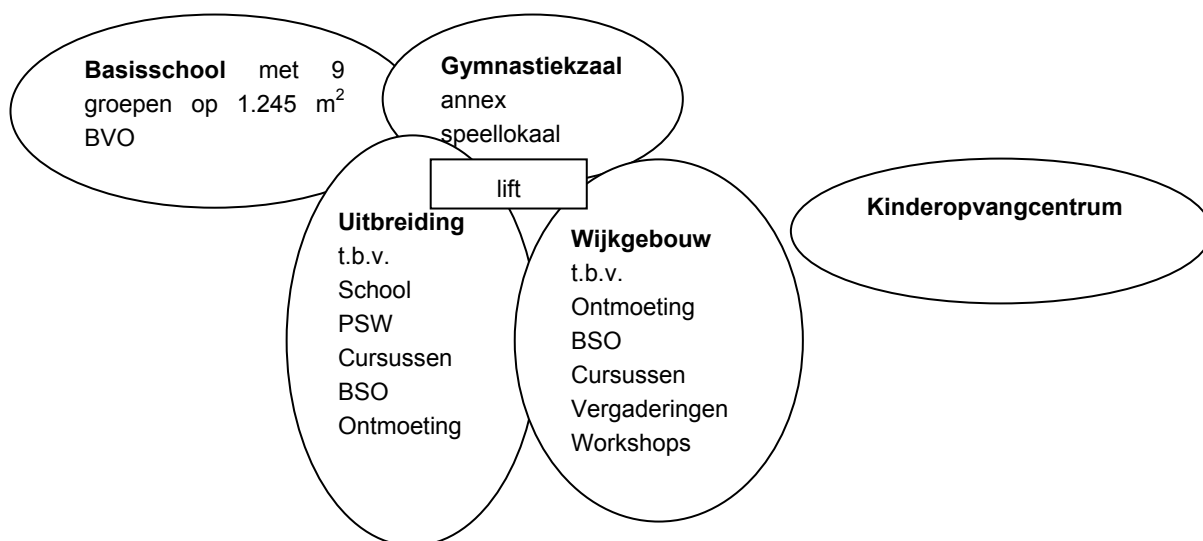 Basisschool met 9
groepen op 1.245 m²
BVO
Gymnastiekzaal
annex
speellokaal
lift
Uitbreiding
t.b.v.
School
PSW
Cursussen
BSO
Ontmoeting
Wijkgebouw
t.b.v.
Ontmoeting
BSO
Cursussen
Vergaderingen
Workshops
Kinderopvangcentrum